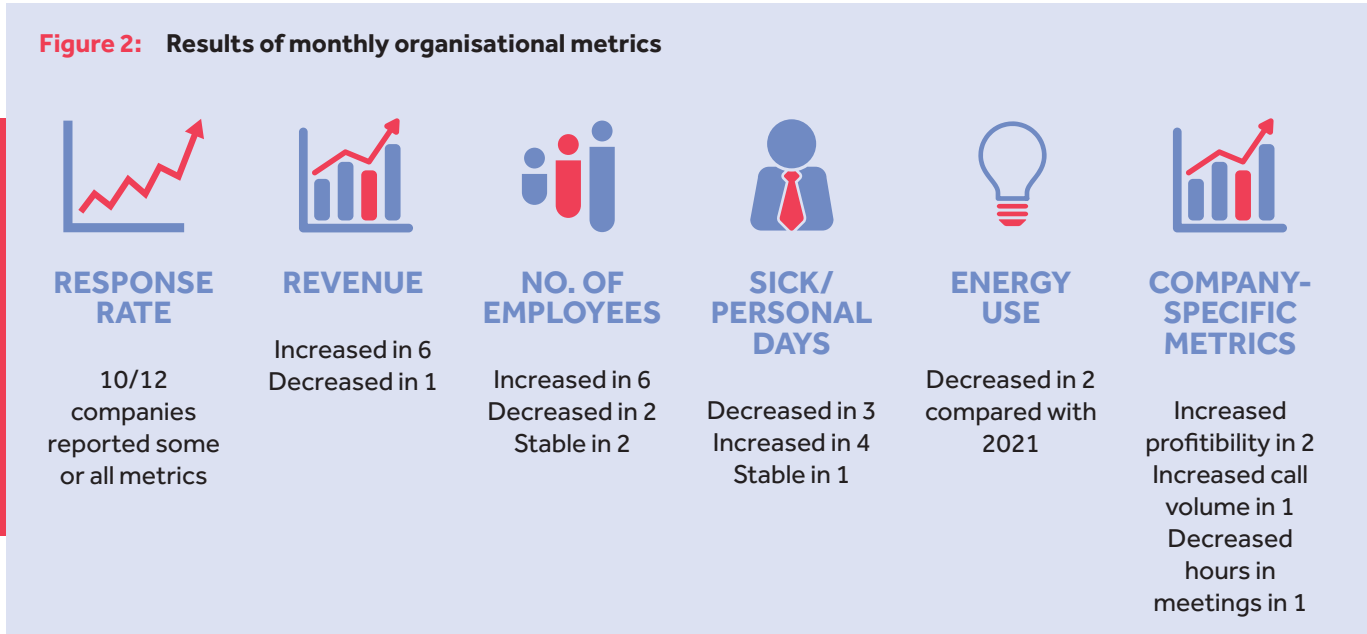 Figure 2: Results of monthly organisational metrics
RESPONSE
RATE
10/12
companies
reported some
or all metrics
REVENUE
Increased in 6
Decreased in 1
NO. OF
EMPLOYEES
Increased in 6
Decreased in 2
Stable in 2
SICK/
PERSONAL
DAYS
Decreased in 3
Increased in 4
Stable in 1
ENERGY
USE
Decreased in 2
compared with
2021
COMPANY-
SPECIFIC
METRICS
Increased
profitibility in 2
Increased call
volume in 1
Decreased
hours in
meetings in 1